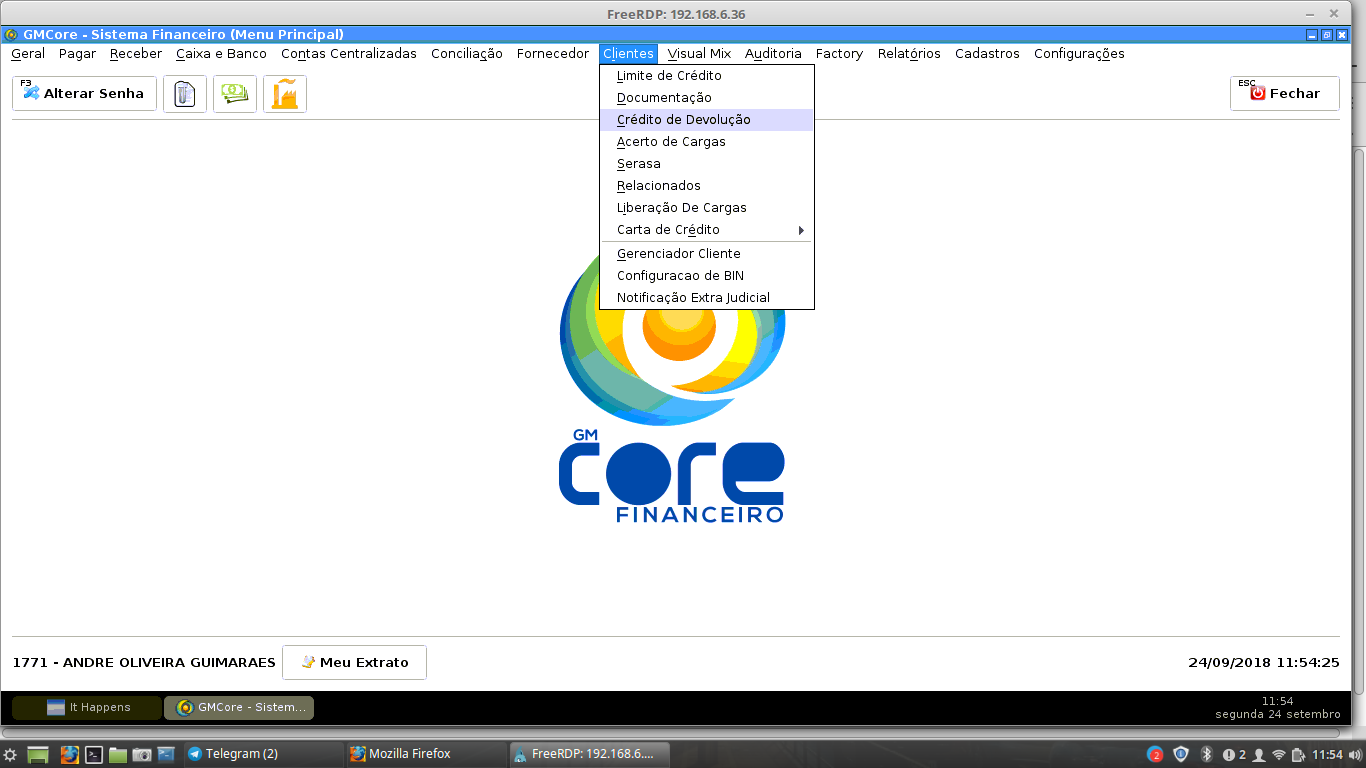 FreeRDP: 192.168.6.36
GMCore - Sistema Financeiro (Menu Principal)
Geral Pagar Receber Caixa e Banco Contas Centralizadas Conciliação Fornecedor Clientes Visual Mix Auditoria Factory Relatórios Cadastros Configurações
F3 Alterar Senha
ESC Fechar
Limite de Crédito
Documentação
Crédito de Devolução
Acerto de Cargas
Serasa
Relacionados
Liberação De Cargas
Carta de Crédito
Gerenciador Cliente
Configuracao de BIN
Notificação Extra Judicial
GM
core
FINANCEIRO
1771 - ANDRE OLIVEIRA GUIMARAES Meu Extrato 24/09/2018 11:54:25
It Happens GMCore - Sistem... 11:54
segunda 24 setembro
Telegram (2) Mozilla Firefox FreeRDP: 192.168.6.... 2 2 11:54